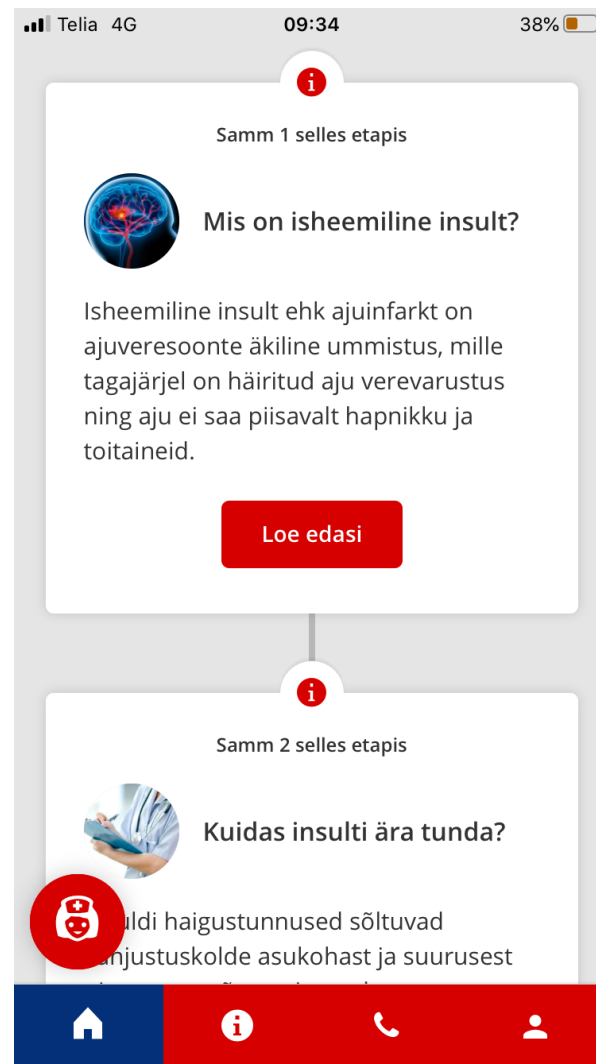 Telia 4G 09:34 38%
Samm 1 selles etapis
Mis on isheemiline insult?
Isheemiline insult ehk ajuinfarkt on
ajuveresoonte äkiline ummistus, mille
tagajärjel on häiritud aju verevarustus
ning aju ei saa piisavalt hapnikku ja
toitaineid.
Loe edasi
Samm 2 selles etapis
Kuidas insulti ära tunda?
haigustunnused sõltuvad
asukohast ja suurusest